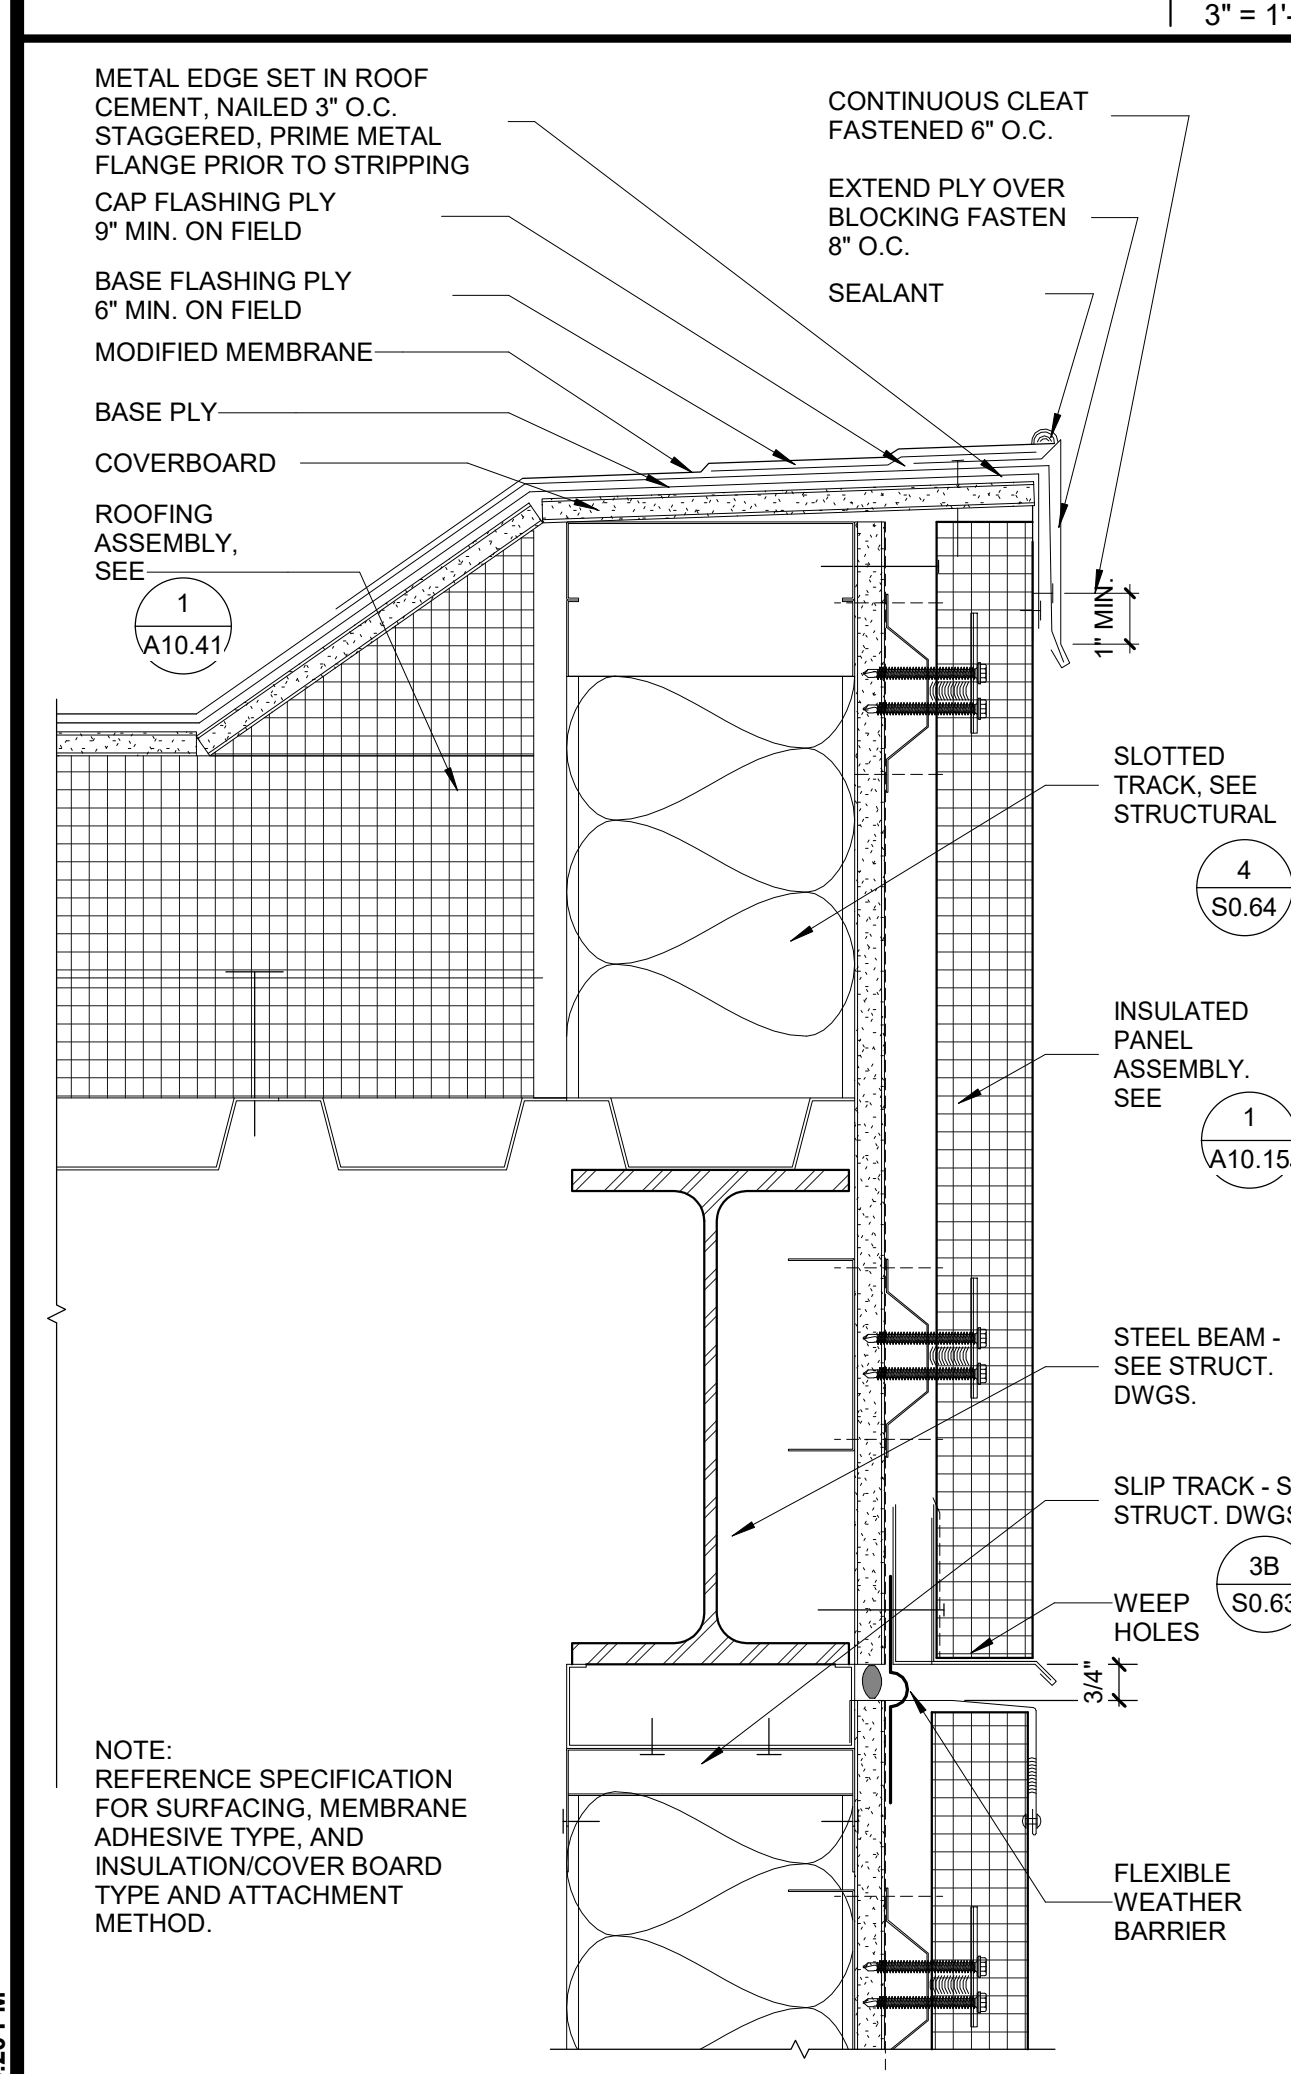 3" = 1'-
METAL EDGE SET IN ROOF
CEMENT, NAILED 3" O.C.
STAGGERED, PRIME METAL
FLANGE PRIOR TO STRIPPING
CAP FLASHING PLY
9" MIN. ON FIELD
BASE FLASHING PLY
6" MIN. ON FIELD
MODIFIED MEMBRANE
BASE PLY
COVERBOARD
ROOFING
ASSEMBLY,
SEE
1
A10.41
CONTINUOUS CLEAT
FASTENED 6" O.C.
EXTEND PLY OVER
BLOCKING FASTEN
8" O.C.
SEALANT
1" MIN.
SLOTTED
TRACK, SEE
STRUCTURAL
4
S0.64
INSULATED
PANEL
ASSEMBLY.
SEE
1
A10.15
STEEL BEAM -
SEE STRUCT.
DWGS.
SLIP TRACK - S
STRUCT. DWGS
3B
S0.63
WEEP
HOLES
3/4"
FLEXIBLE
WEATHER
BARRIER
NOTE:
REFERENCE SPECIFICATION
FOR SURFACING, MEMBRANE
ADHESIVE TYPE, AND
INSULATION/COVER BOARD
TYPE AND ATTACHMENT
METHOD.